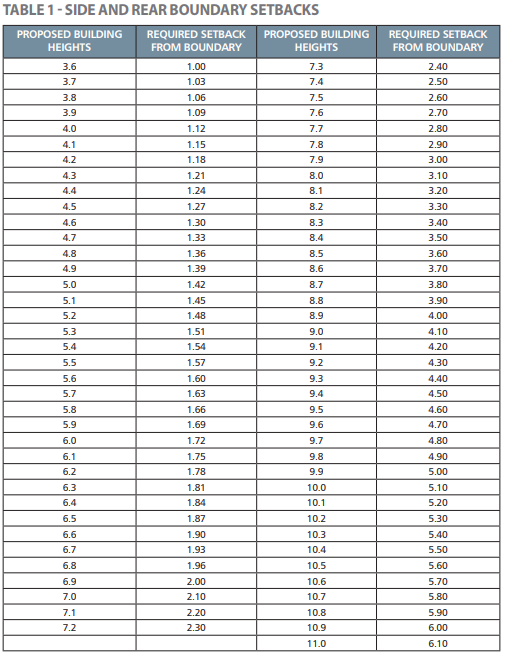 TABLE 1 - SIDE AND REAR BOUNDARY SETBACKS
PROPOSED BUILDING HEIGHTS REQUIRED SETBACK FROM BOUNDARY PROPOSED BUILDING HEIGHTS REQUIRED SETBACK FROM BOUNDARY
3.6 1.00 7.3 2.40
3.7 1.03 7.4 2.50
3.8 1.06 7.5 2.60
3.9 1.09 7.6 2.70
4.0 1.12 7.7 2.80
4.1 1.15 7.8 2.90
4.2 1.18 7.9 3.00
4.3 1.21 8.0 3.10
4.4 1.24 8.1 3.20
4.5 1.27 8.2 3.30
4.6 1.30 8.3 3.40
4.7 1.33 8.4 3.50
4.8 1.36 8.5 3.60
4.9 1.39 8.6 3.70
5.0 1.42 8.7 3.80
5.1 1.45 8.8 3.90
5.2 1.48 8.9 4.00
5.3 1.51 9.0 4.10
5.4 1.54 9.1 4.20
5.5 1.57 9.2 4.30
5.6 1.60 9.3 4.40
5.7 1.63 9.4 4.50
5.8 1.66 9.5 4.60
5.9 1.69 9.6 4.70
6.0 1.72 9.7 4.80
6.1 1.75 9.8 4.90
6.2 1.78 9.9 5.00
6.3 1.81 10.0 5.10
6.4 1.84 10.1 5.20
6.5 1.87 10.2 5.30
6.6 1.90 10.3 5.40
6.7 1.93 10.4 5.50
6.8 1.96 10.5 5.60
6.9 2.00 10.6 5.70
7.0 2.10 10.7 5.80
7.1 2.20 10.8 5.90
7.2 2.30 10.9 6.00
11.0 6.10